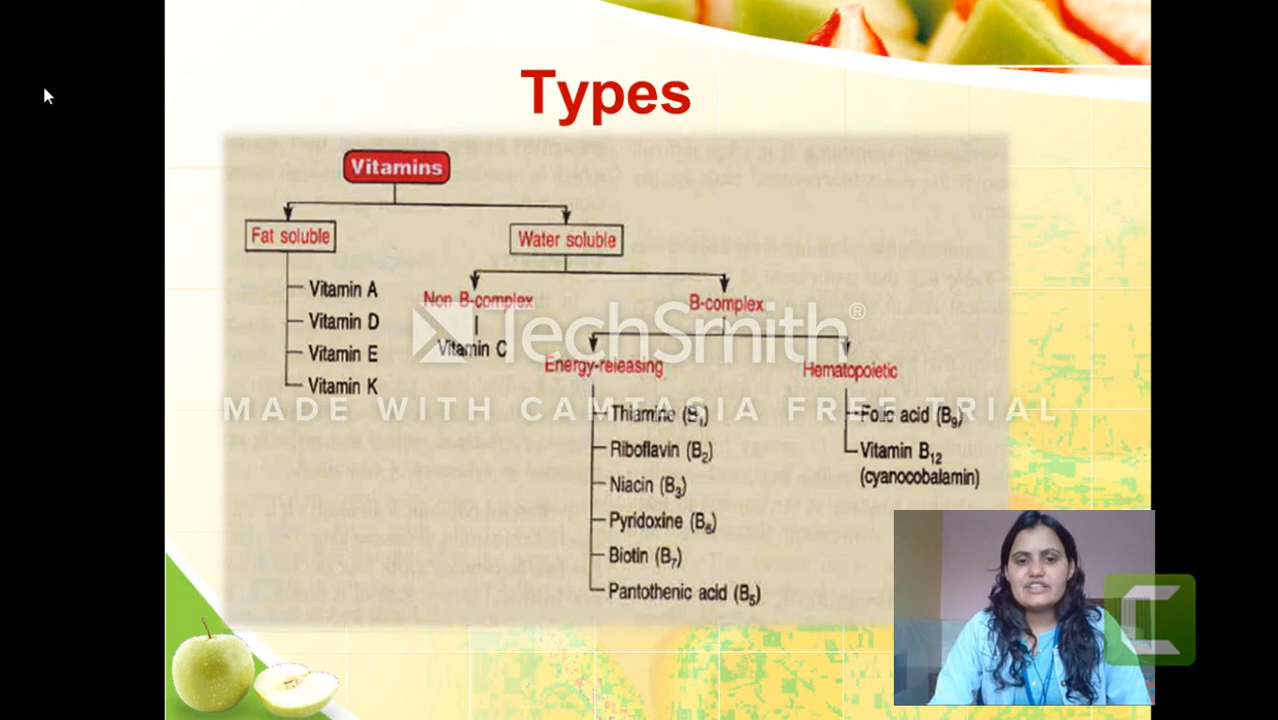 Types
Vitamins
Fat soluble
Water soluble
Vitamin A
Vitamin D
Vitamin E
Vitamin K
Non B-complex
Vitamin C
B-complex
Energy-releasing
Hematopoietic
Thiamine (B₁)
Riboflavin (B₂)
Niacin (B₃)
Pyridoxine (B₆)
Biotin (B₇)
Pantothenic acid (B₅)
Folic acid (B₉)
Vitamin B₁₂
(cyanocobalamin)
TechSmith®
MADE WITH CAMTASIA FREE TRIAL